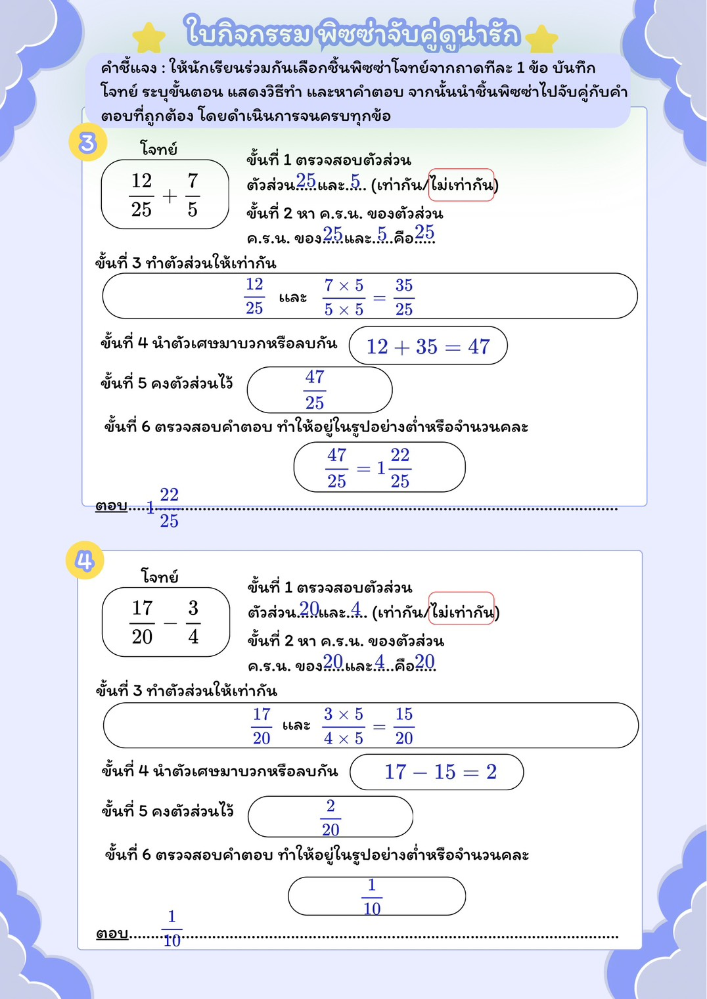 ใบกิจกรรม พิซซ่าจับคู่ดูน่ารัก
คำชี้แจง : ให้นักเรียนร่วมกันเลือกชิ้นพิซซ่าโจทย์จากถาดทีละ 1 ข้อ บันทึก
โจทย์ ระบุขั้นตอน แสดงวิธีทำ และหาคำตอบ จากนั้นนำชิ้นพิซซ่าไปจับคู่กับคำ
ตอบที่ถูกต้อง โดยดำเนินการจนครบทุกข้อ
3
โจทย์
12/25 + 7/5
ขั้นที่ 1 ตรวจสอบตัวส่วน
ตัวส่วน..25..และ..5.. (เท่ากัน/ไม่เท่ากัน)
ขั้นที่ 2 หา ค.ร.น. ของตัวส่วน
ค.ร.น. ของ..25..และ..5..คือ..25..
ขั้นที่ 3 ทำตัวส่วนให้เท่ากัน
12/25 และ (7 × 5)/(5 × 5) = 35/25
ขั้นที่ 4 นำตัวเศษมาบวกหรือลบกัน 12 + 35 = 47
ขั้นที่ 5 คงตัวส่วนไว้ 47/25
ขั้นที่ 6 ตรวจสอบคำตอบ ทำให้อยู่ในรูปอย่างต่ำหรือจำนวนคละ
47/25 = 1 22/25
ตอบ.....1 22/25.....
4
โจทย์
17/20 − 3/4
ขั้นที่ 1 ตรวจสอบตัวส่วน
ตัวส่วน..20..และ..4.. (เท่ากัน/ไม่เท่ากัน)
ขั้นที่ 2 หา ค.ร.น. ของตัวส่วน
ค.ร.น. ของ..20..และ..4..คือ..20..
ขั้นที่ 3 ทำตัวส่วนให้เท่ากัน
17/20 และ (3 × 5)/(4 × 5) = 15/20
ขั้นที่ 4 นำตัวเศษมาบวกหรือลบกัน 17 − 15 = 2
ขั้นที่ 5 คงตัวส่วนไว้ 2/20
ขั้นที่ 6 ตรวจสอบคำตอบ ทำให้อยู่ในรูปอย่างต่ำหรือจำนวนคละ
1/10
ตอบ.....1/10.....